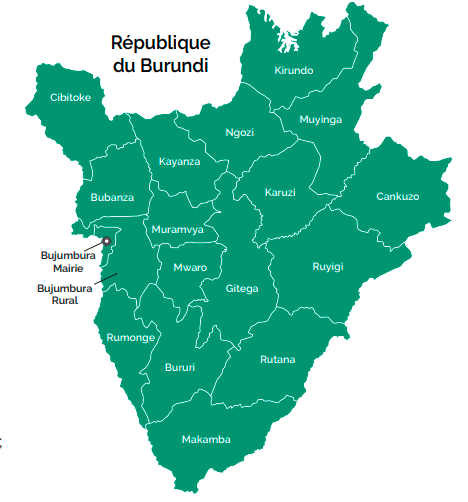 République
du Burundi
Kirundo
Cibitoke
Muyinga
Ngozi
Kayanza
Karuzi
Bubanza
Cankuzo
Muramvya
Bujumbura
Mairie
Mwaro
Ruyigi
Bujumbura
Rural
Gitega
Rumonge
Rutana
Bururi
Makamba